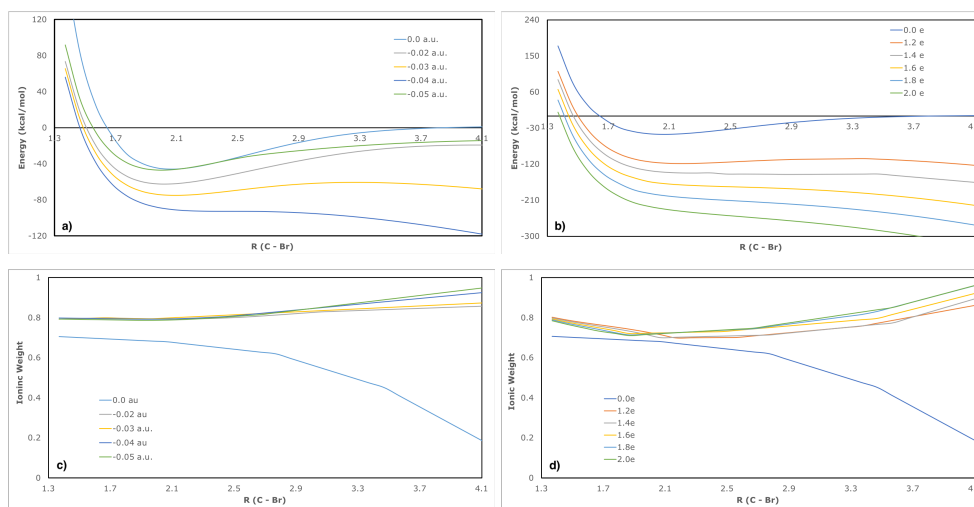 120
80
40
0
-40
-80
-120
1.3 1.7 2.1 2.5 2.9 3.3 3.7 4.1
Energy (kcal/mol)
R (C - Br)
0.0 a.u.
-0.02 a.u.
-0.03 a.u.
-0.04 a.u.
-0.05 a.u.
a)
240
150
60
-30
-120
-210
-300
1.3 1.7 2.1 2.5 2.9 3.3 3.7
Energy (kcal/mol)
R (C - Br)
0.0 e
1.2 e
1.4 e
1.6 e
1.8 e
2.0 e
b)
1
0.8
0.6
0.4
0.2
0
1.3 1.7 2.1 2.5 2.9 3.3 3.7 4.1
Ioninc Weight
R (C - Br)
0.0 au
-0.02 au
-0.03 a.u.
-0.04 au
-0.05 a.u.
c)
1
0.8
0.6
0.4
0.2
0
1.3 1.7 2.1 2.5 2.9 3.3 3.7
Ionic Weight
R (C - Br)
0.0e
1.2e
1.4e
1.6e
1.8e
2.0e
d)